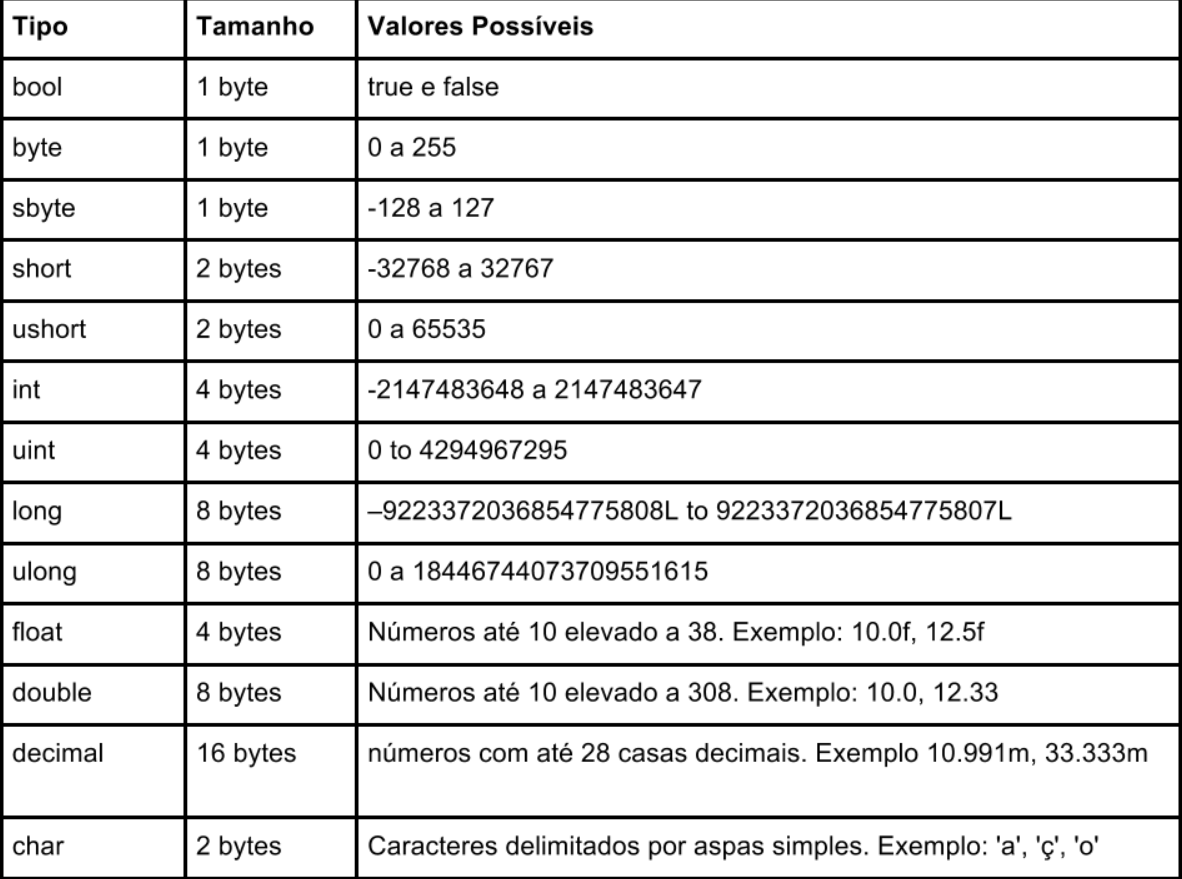 Tipo Tamanho Valores Possíveis
bool 1 byte true e false
byte 1 byte 0 a 255
sbyte 1 byte -128 a 127
short 2 bytes -32768 a 32767
ushort 2 bytes 0 a 65535
int 4 bytes -2147483648 a 2147483647
uint 4 bytes 0 to 4294967295
long 8 bytes –9223372036854775808L to 9223372036854775807L
ulong 8 bytes 0 a 18446744073709551615
float 4 bytes Números até 10 elevado a 38. Exemplo: 10.0f, 12.5f
double 8 bytes Números até 10 elevado a 308. Exemplo: 10.0, 12.33
decimal 16 bytes números com até 28 casas decimais. Exemplo 10.991m, 33.333m
char 2 bytes Caracteres delimitados por aspas simples. Exemplo: 'a', 'ç', 'o'